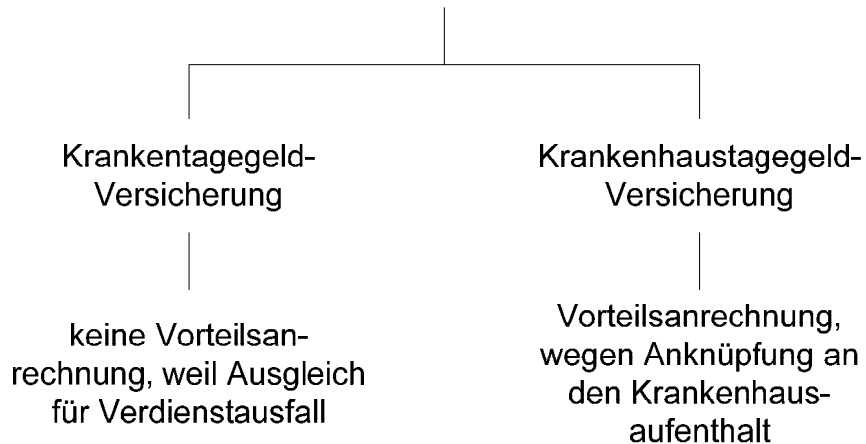 Krankentagegeld-
Versicherung
Krankenhaustagegeld-
Versicherung
keine Vorteilsan-
rechnung, weil Ausgleich
für Verdienstausfall
Vorteilsanrechnung,
wegen Anknüpfung an
den Krankenhaus-
aufenthalt